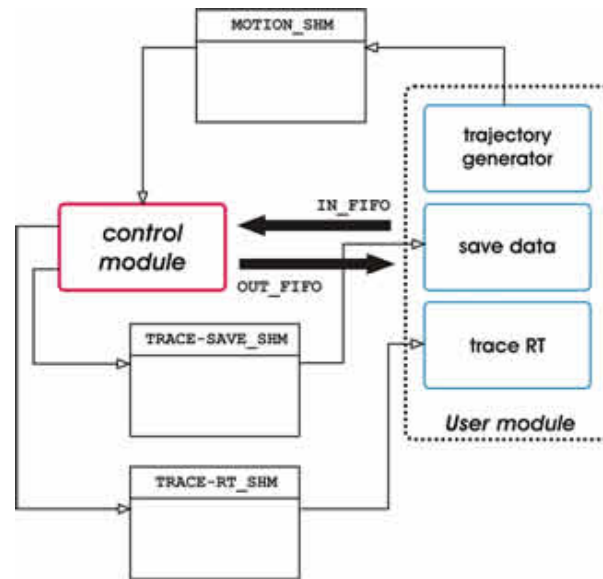 MOTION_SHM
trajectory
generator
IN_FIFO
control
module
save data
OUT_FIFO
TRACE-SAVE_SHM
trace RT
User module
TRACE-RT_SHM